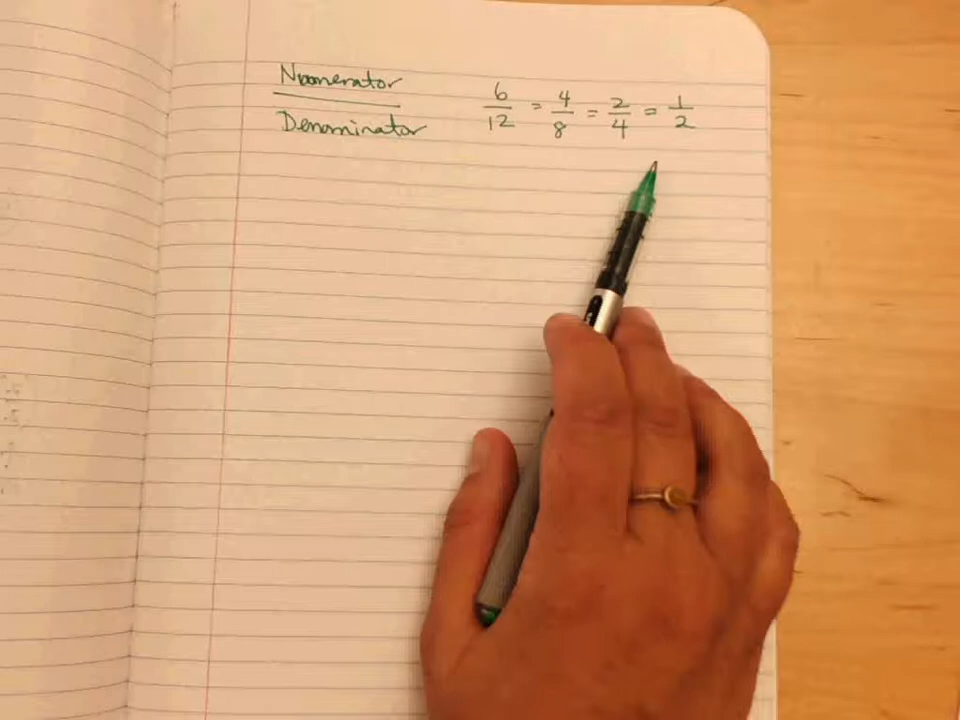 Numerator
Denominator
6/12 = 4/8 = 2/4 = 1/2